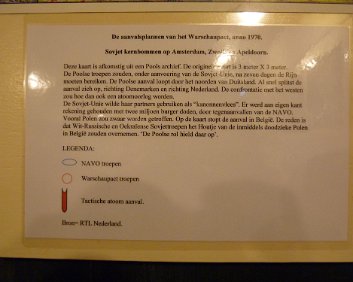 De aanvalsplannen van het Warschaupact, anno 1970.
Sovjet kernbommen op Amsterdam, Zwolle en Apeldoorn.
Deze kaart is afkomstig uit een Pools archief. De originele kaart is 3 meter X 3 meter.
De Poolse troepen zouden, onder aanvoering van de Sovjet-Unie, na zeven dagen de Rijn
moeten bereiken. De Poolse aanval loopt door het noorden van Duitsland. Al snel splitst de
aanval zich op, richting Denemarken en richting Nederland. De confrontatie met het westen
zou hoe dan ook een atoomoorlog worden.
De Sovjet-Unie wilde haar partners gebruiken als "kanonnenvlees". Er werd aan eigen kant
rekening gehouden met twee miljoen burger doden, door tegenaanvallen van de NAVO.
Vooral Polen zou zwaar worden getroffen. Op de kaart stopt de aanval in België. De reden is
dat Wit-Russische en Oekraïense Sovjettroepen het Houtje van de inmiddels doodzieke Polen
in België zouden overnemen. 'De Poolse rol hield daar op'.
LEGENDA:
NAVO troepen
Warschaupact troepen
Tactische atoom aanval.
Bron= RTL Nederland.